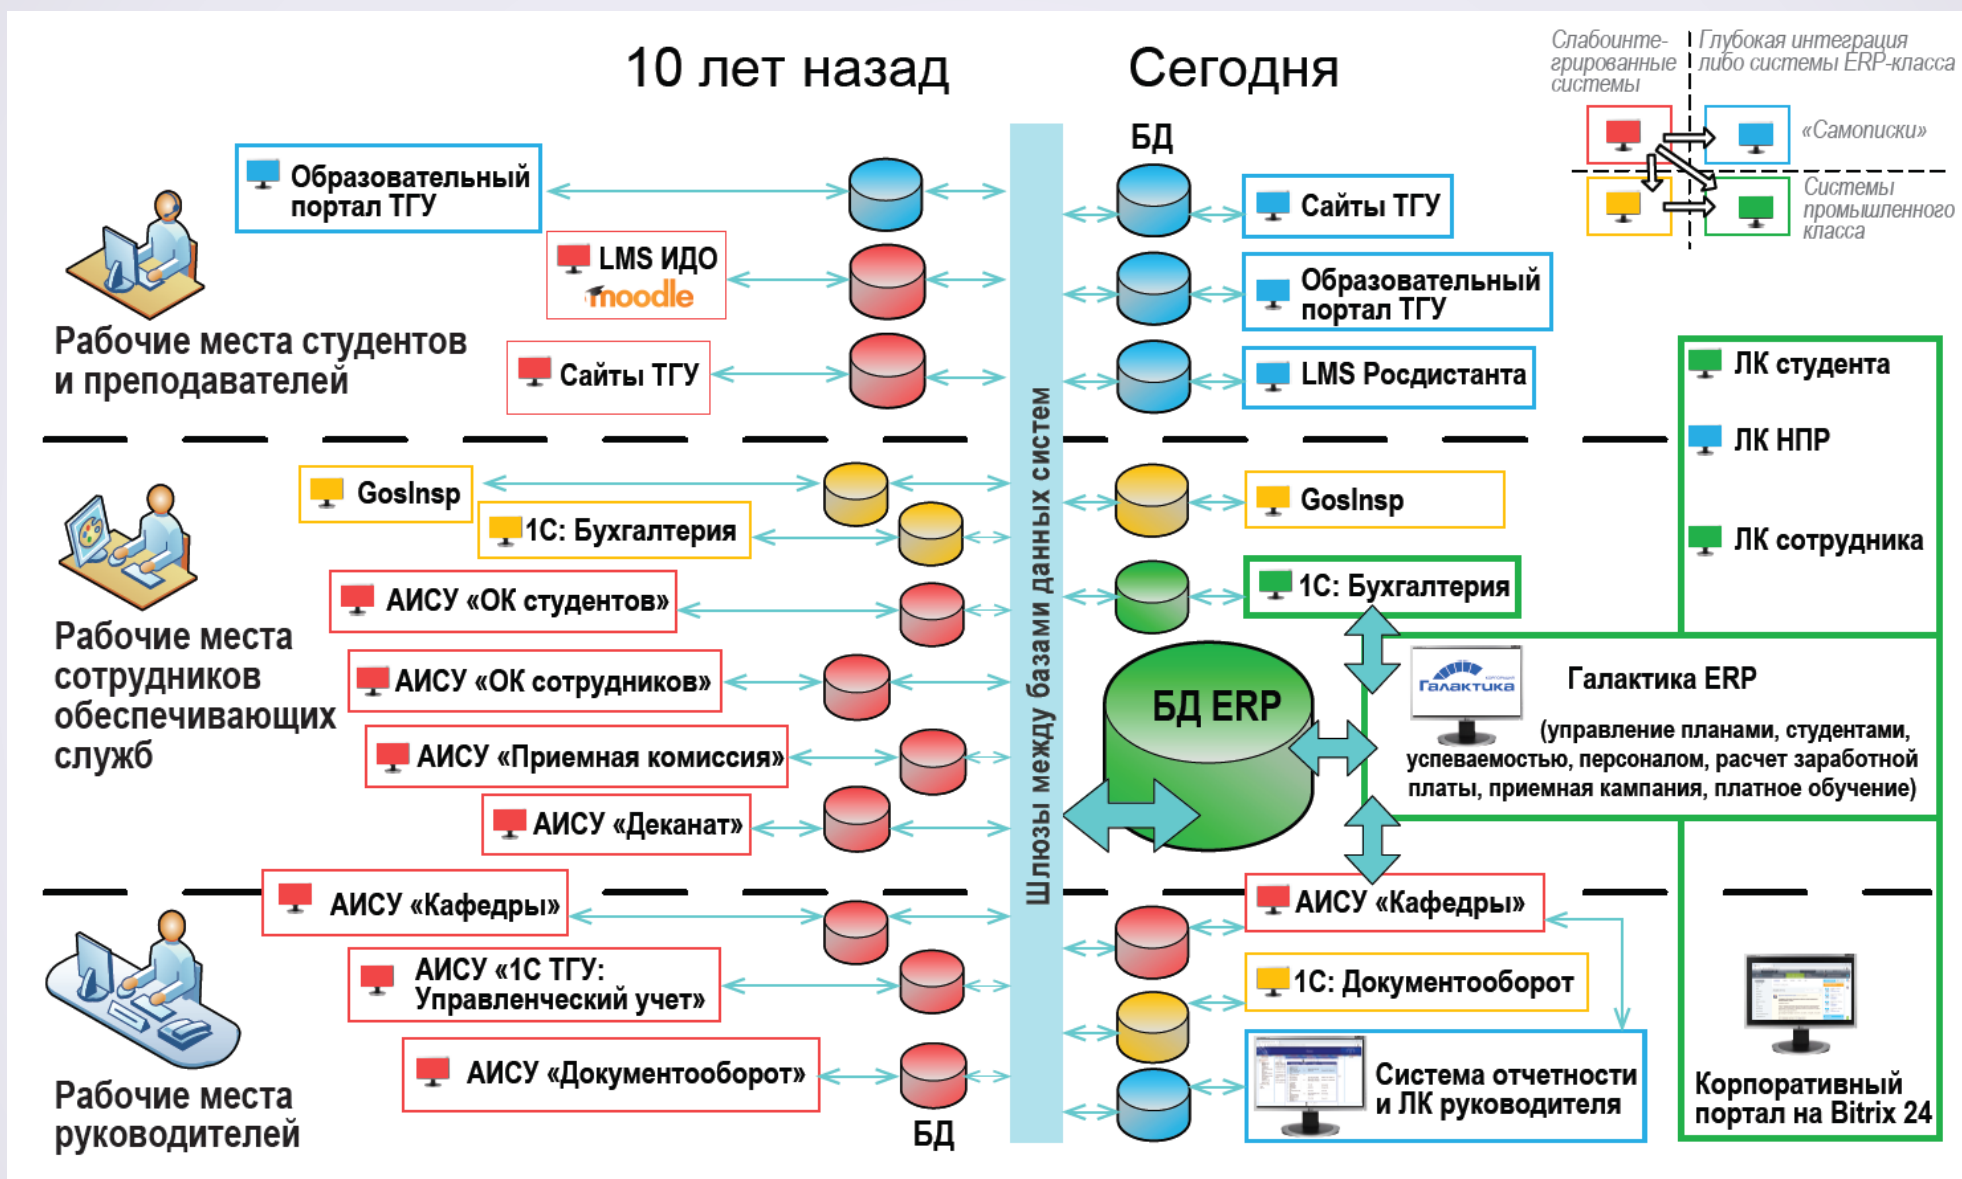 10 лет назад
Сегодня
Слабоинте-
грированные
системы
Глубокая интеграция
либо системы ERP-класса
«Самописки»
Системы
промышленного
класса
Образовательный
портал ТГУ
LMS ИДО
moodle
Сайты ТГУ
Рабочие места студентов
и преподавателей
GosInsp
1С: Бухгалтерия
АИСУ «ОК студентов»
АИСУ «ОК сотрудников»
АИСУ «Приемная комиссия»
АИСУ «Деканат»
Рабочие места
сотрудников
обеспечивающих
служб
АИСУ «Кафедры»
АИСУ «1С ТГУ:
Управленческий учет»
АИСУ «Документооборот»
БД
Рабочие места
руководителей
Шлюзы между базами данных систем
БД
Сайты ТГУ
Образовательный
портал ТГУ
LMS Росдистанта
GosInsp
1С: Бухгалтерия
БД ERP
ЛК студента
ЛК НПР
ЛК сотрудника
Галактика
Галактика ERP
(управление планами, студентами,
успеваемостью, персоналом, расчет заработной
платы, приемная кампания, платное обучение)
АИСУ «Кафедры»
1С: Документооборот
Система отчетности
и ЛК руководителя
Корпоративный
портал на Bitrix 24